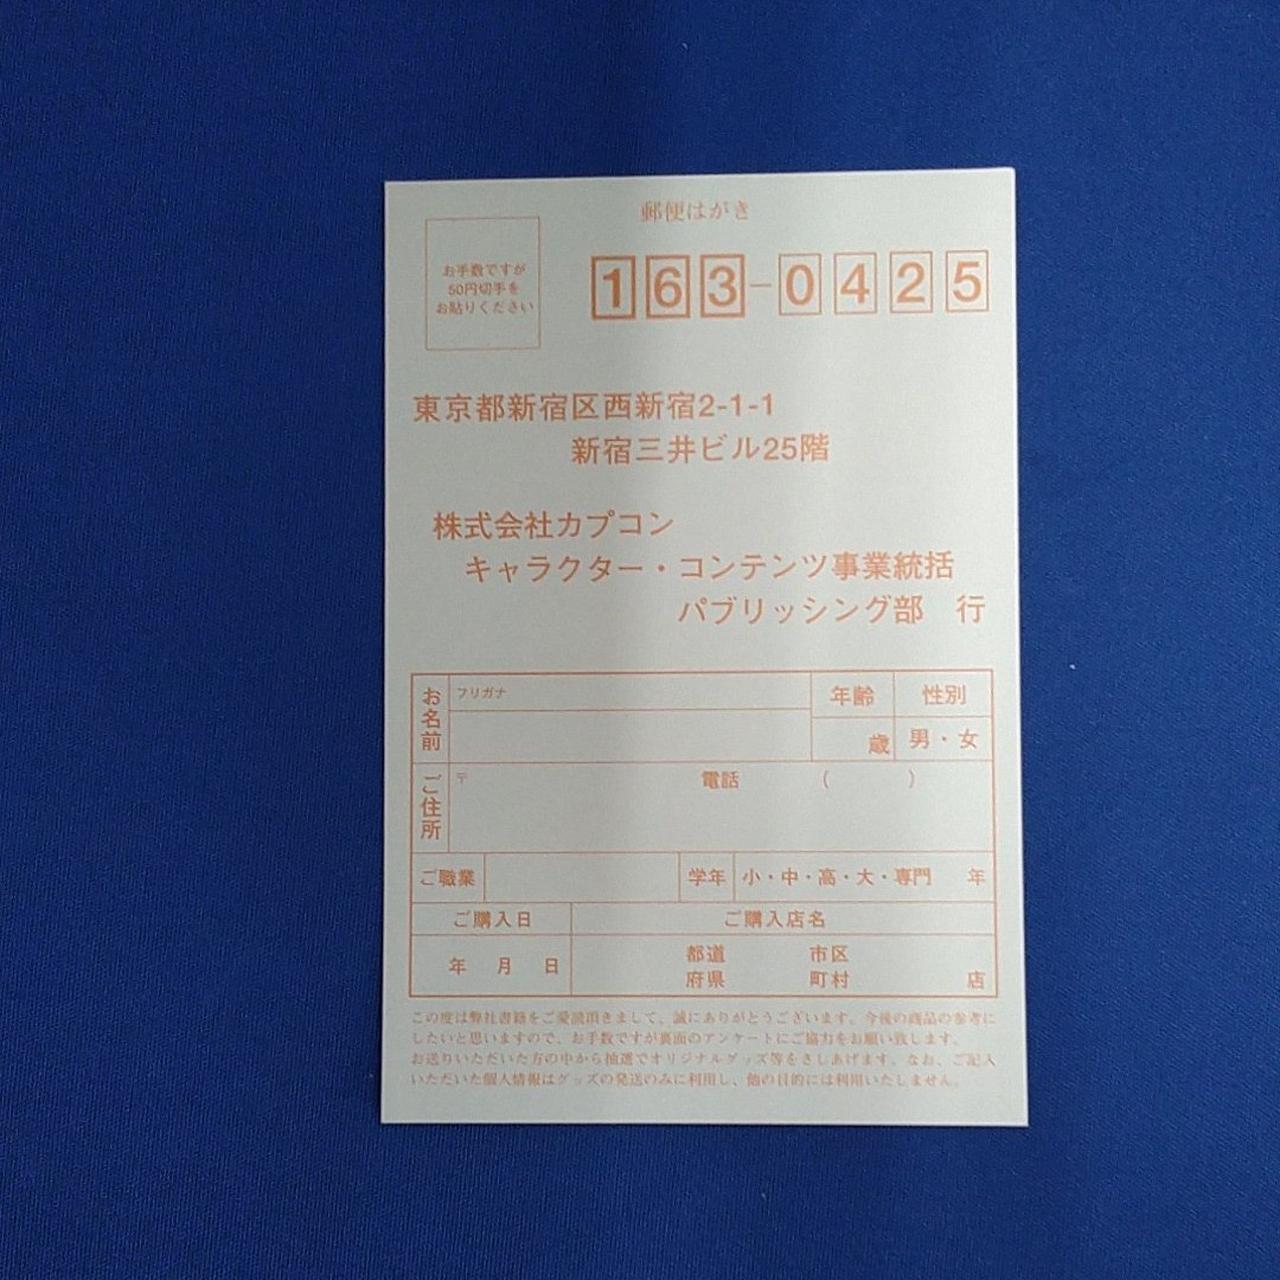 郵便はがき
お手数ですが
50円切手を
お貼りください
163-0425
東京都新宿区西新宿2-1-1
新宿三井ビル25階
株式会社カプコン
キャラクター・コンテンツ事業統括
パブリッシング部 行
お名前
フリガナ
年齢
性別
歳
男・女
ご住所
〒
電話 ( )
ご職業
学年
小・中・高・大・専門 年
ご購入日
ご購入店名
年 月 日
都道 市区
府県 町村 店
この度は弊社書籍をご愛読頂きまして、誠にありがとうございます。今後の商品の参考に
したいと思いますので、お手数ですが裏面のアンケートにご協力をお願い致します。
お送りいただいた方の中から抽選でオリジナルグッズ等をさしあげます。なお、ご記入
いただいた個人情報はグッズの発送のみに利用し、他の目的には利用いたしません。